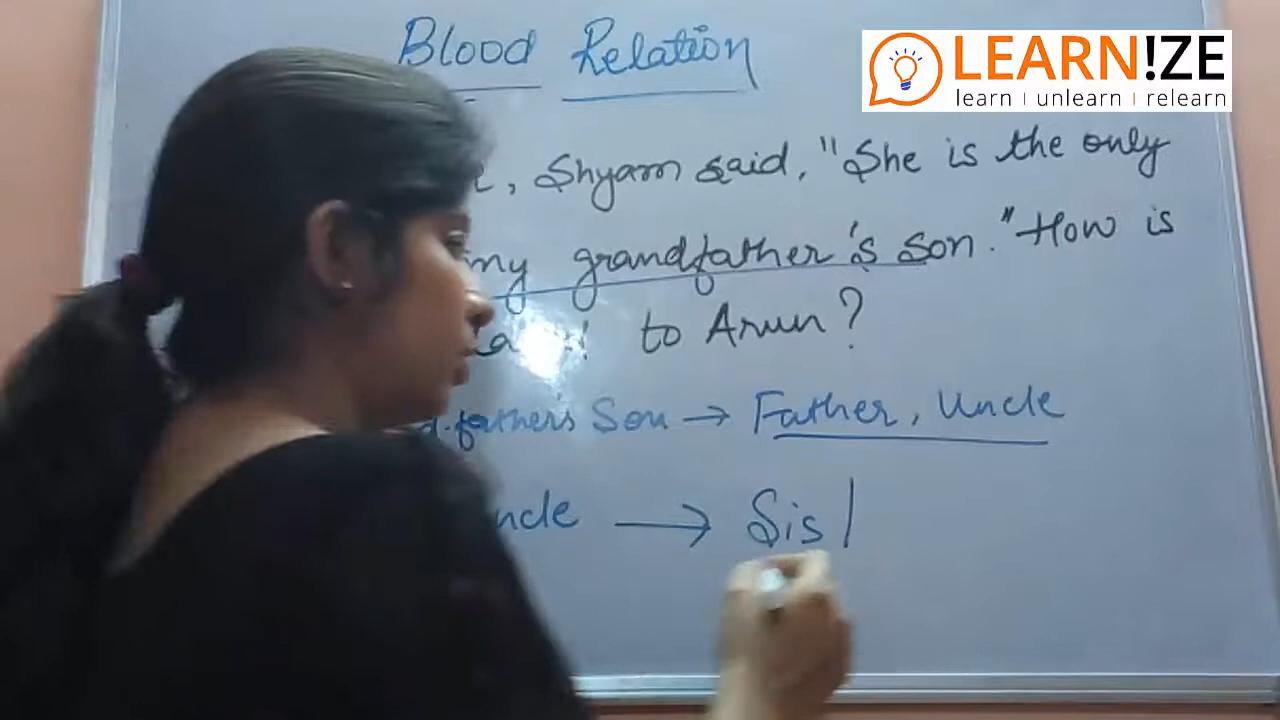 Blood Relation
LEARN!ZE
learn | unlearn | relearn
, Shyam said, "She is the only
my grandfather's son." How is
to Arun?
Son → Father, Uncle
→ Sis